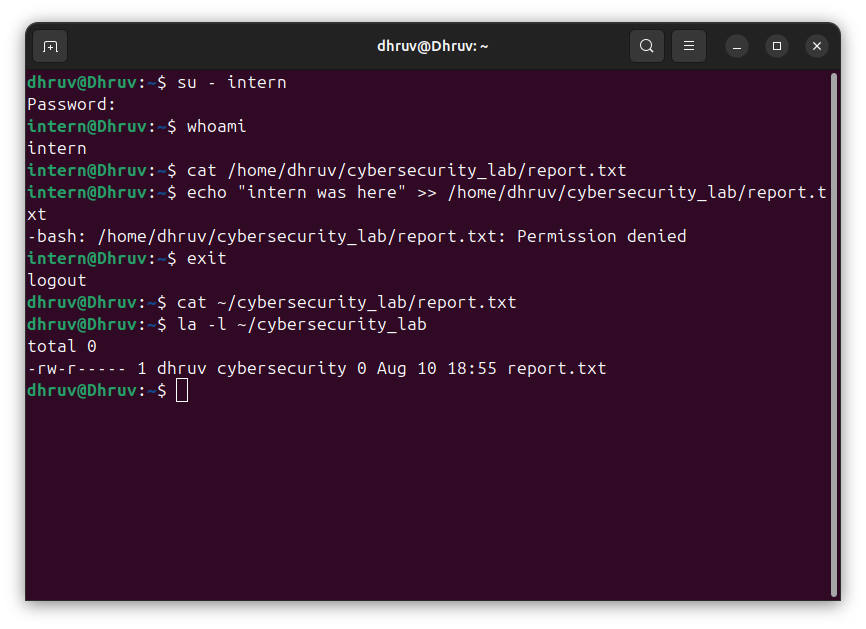 dhruv@Dhruv: ~
dhruv@Dhruv:~$ su - intern
Password:
intern@Dhruv:~$ whoami
intern
intern@Dhruv:~$ cat /home/dhruv/cybersecurity_lab/report.txt
intern@Dhruv:~$ echo "intern was here" >> /home/dhruv/cybersecurity_lab/report.t
xt
-bash: /home/dhruv/cybersecurity_lab/report.txt: Permission denied
intern@Dhruv:~$ exit
logout
dhruv@Dhruv:~$ cat ~/cybersecurity_lab/report.txt
dhruv@Dhruv:~$ la -l ~/cybersecurity_lab
total 0
-rw-r----- 1 dhruv cybersecurity 0 Aug 10 18:55 report.txt
dhruv@Dhruv:~$